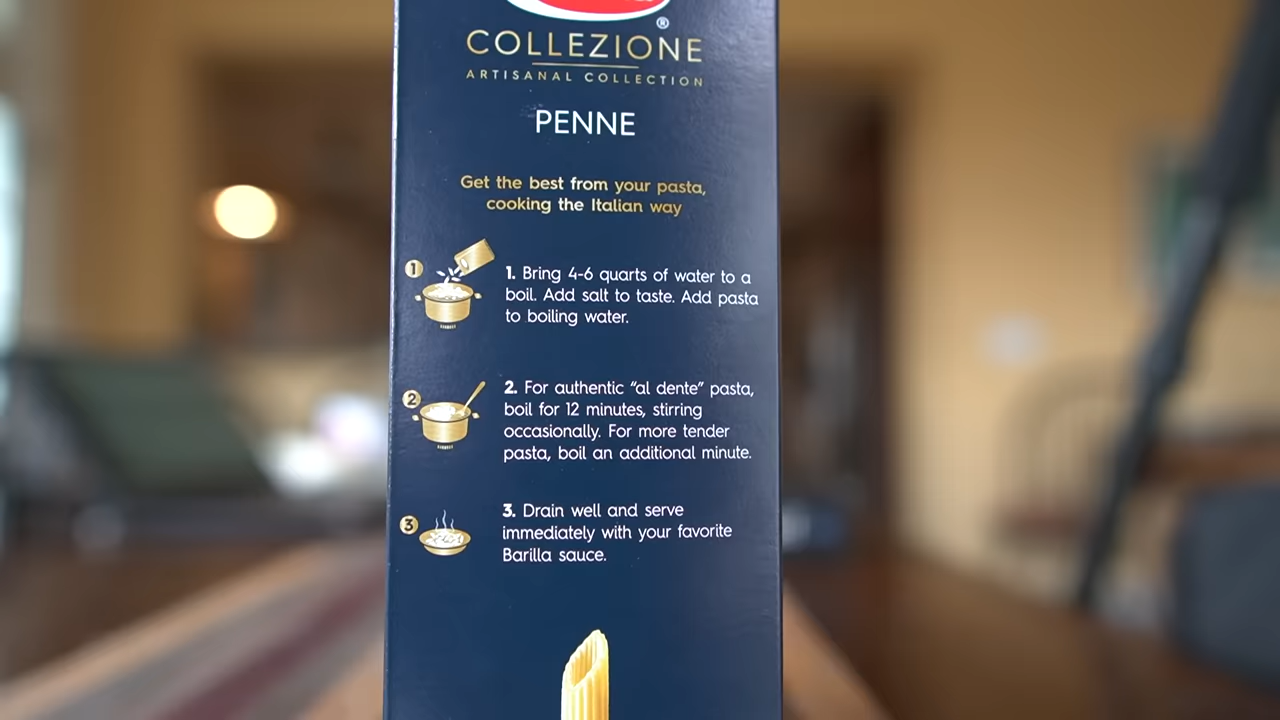 ®
COLLEZIONE
ARTISANAL COLLECTION
PENNE
Get the best from your pasta,
cooking the Italian way
1
1. Bring 4-6 quarts of water to a
boil. Add salt to taste. Add pasta
to boiling water.
2
2. For authentic “al dente” pasta,
boil for 12 minutes, stirring
occasionally. For more tender
pasta, boil an additional minute.
3
3. Drain well and serve
immediately with your favorite
Barilla sauce.